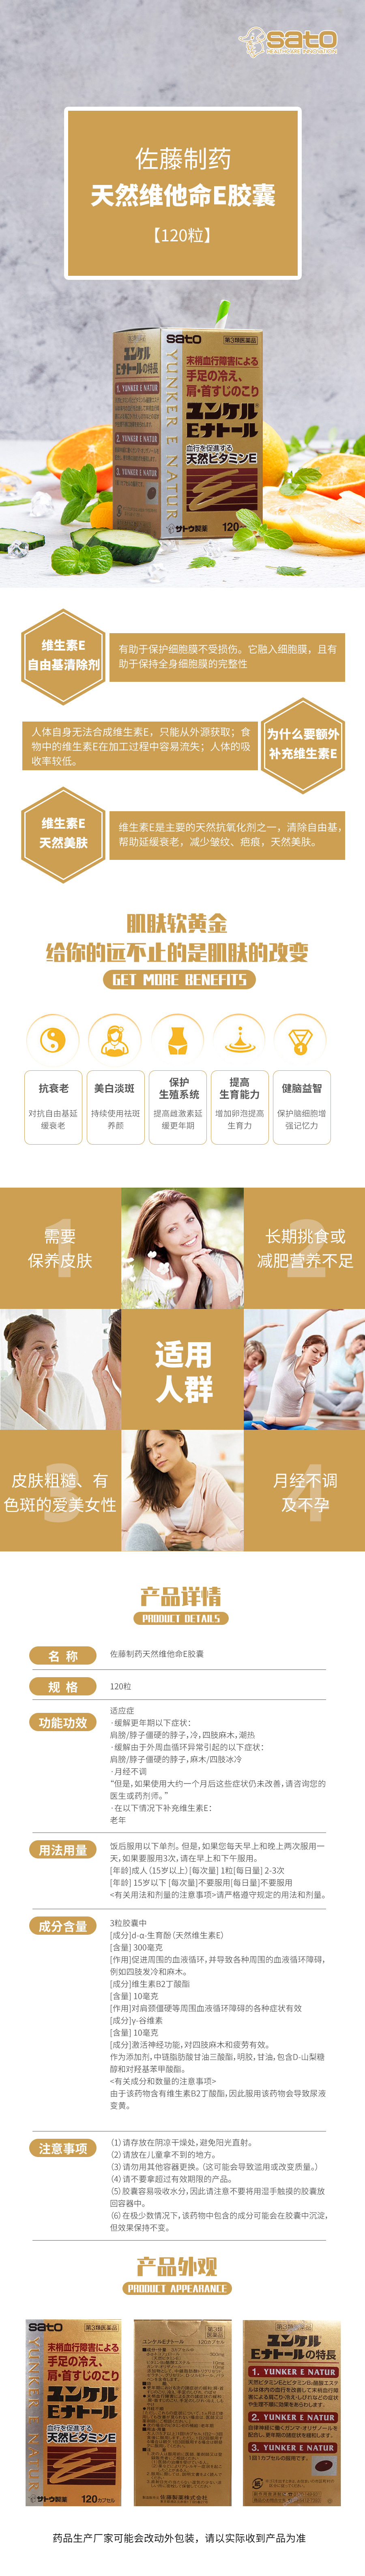 sato
HEALTHCARE INNOVATION
佐藤制药
天然维他命E胶囊
【120粒】
sato
第3類医薬品
ユンケル
Eナトールの特長
1. YUNKER E NATUR
2. YUNKER E NATUR
3. YUNKER E NATUR
YUNKER E NATUR
末梢血行障害による
手足の冷え、
肩・首すじのこり
ユンケル
Eナトール
血行を促進する
天然ビタミンE
サトウ製薬
120
维生素E
自由基清除剂
有助于保护细胞膜不受损伤。它融入细胞膜，且有
助于保持全身细胞膜的完整性
人体自身无法合成维生素E，只能从外源获取；食
物中的维生素E在加工过程中容易流失；人体的吸
收率较低。
为什么要额外
补充维生素E
维生素E
天然美肤
维生素E是主要的天然抗氧化剂之一，清除自由基，
帮助延缓衰老，减少皱纹、疤痕，天然美肤。
肌肤软黄金
给你的远不止的是肌肤的改变
GET MORE BENEFITS
抗衰老
对抗自由基延
缓衰老
美白淡斑
持续使用祛斑
养颜
保护
生殖系统
提高雌激素延
缓更年期
提高
生育能力
增加卵泡提高
生育力
健脑益智
保护脑细胞增
强记忆力
1
需要
保养皮肤
2
长期挑食或
减肥营养不足
适用
人群
3
皮肤粗糙、有
色斑的爱美女性
4
月经不调
及不孕
产品详情
PRODUCT DETAILS
名 称
佐藤制药天然维他命E胶囊
规 格
120粒
功能功效
适应症
·缓解更年期以下症状：
肩膀/脖子僵硬的脖子，冷，四肢麻木，潮热
·缓解由于外周血循环异常引起的以下症状：
肩膀/脖子僵硬的脖子，麻木/四肢冰冷
·月经不调
“但是，如果使用大约一个月后这些症状仍未改善，请咨询您的
医生或药剂师。”
·在以下情况下补充维生素E：
老年
用法用量
饭后服用以下单剂。但是，如果您每天早上和晚上两次服用一
天，如果要服用3次，请在早上和下午服用。
[年龄]成人（15岁以上）[每次量] 1粒[每日量] 2-3次
[年龄] 15岁以下 [每次量]不要服用[每日量]不要服用
<有关用法和剂量的注意事项>请严格遵守规定的用法和剂量。
成分含量
3粒胶囊中
[成分]d-α-生育酚（天然维生素E）
[含量] 300毫克
[作用]促进周围的血液循环，并导致各种周围的血液循环障碍，
例如四肢发冷和麻木。
[成分]维生素B2丁酸酯
[含量] 10毫克
[作用]对肩颈僵硬等周围血液循环障碍的各种症状有效
[成分]γ-谷维素
[含量] 10毫克
[成分]激活神经功能，对四肢麻木和疲劳有效。
作为添加剂，中链脂肪酸甘油三酸酯，明胶，甘油，包含D-山梨糖
醇和对羟基苯甲酸酯。
<有关成分和数量的注意事项>
由于该药物含有维生素B2丁酸酯，因此服用该药物会导致尿液
变黄。
注意事项
（1）请存放在阴凉干燥处，避免阳光直射。
（2）请放在儿童拿不到的地方。
（3）请勿用其他容器更换。（这可能会导致滥用或改变质量。）
（4）请不要拿超过有效期限的产品。
（5）胶囊容易吸收水分，因此请注意不要将用湿手触摸的胶囊放
回容器中。
（6）在极少数情况下，该药物中包含的成分可能会在胶囊中沉淀，
但效果保持不变。
产品外观
PRODUCT APPEARANCE
sato
第3類医薬品
YUNKER E NATUR
末梢血行障害による
手足の冷え、
肩・首すじのこり
ユンケル
Eナトール
血行を促進する
天然ビタミンE
サトウ製薬
120カプセル
第3類
医薬品
ユンケルEナトール
120カプセル
佐藤製薬株式会社
第3類医薬品
ユンケル
Eナトールの特長
1. YUNKER E NATUR
2. YUNKER E NATUR
3. YUNKER E NATUR
药品生产厂家可能会改动外包装，请以实际收到产品为准